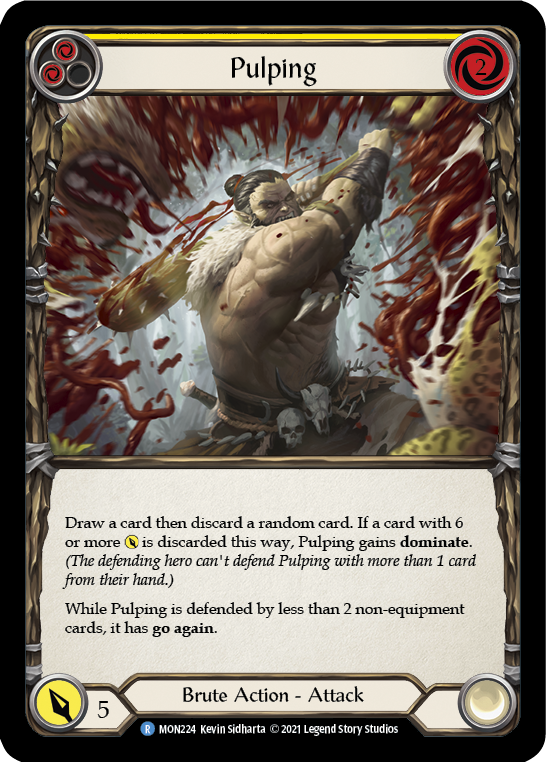 Pulping
2
Draw a card then discard a random card. If a card with 6
or more is discarded this way, Pulping gains dominate.
(The defending hero can't defend Pulping with more than 1 card
from their hand.)
While Pulping is defended by less than 2 non-equipment
cards, it has go again.
Brute Action - Attack
5
R MON224 Kevin Sidharta © 2021 Legend Story Studios